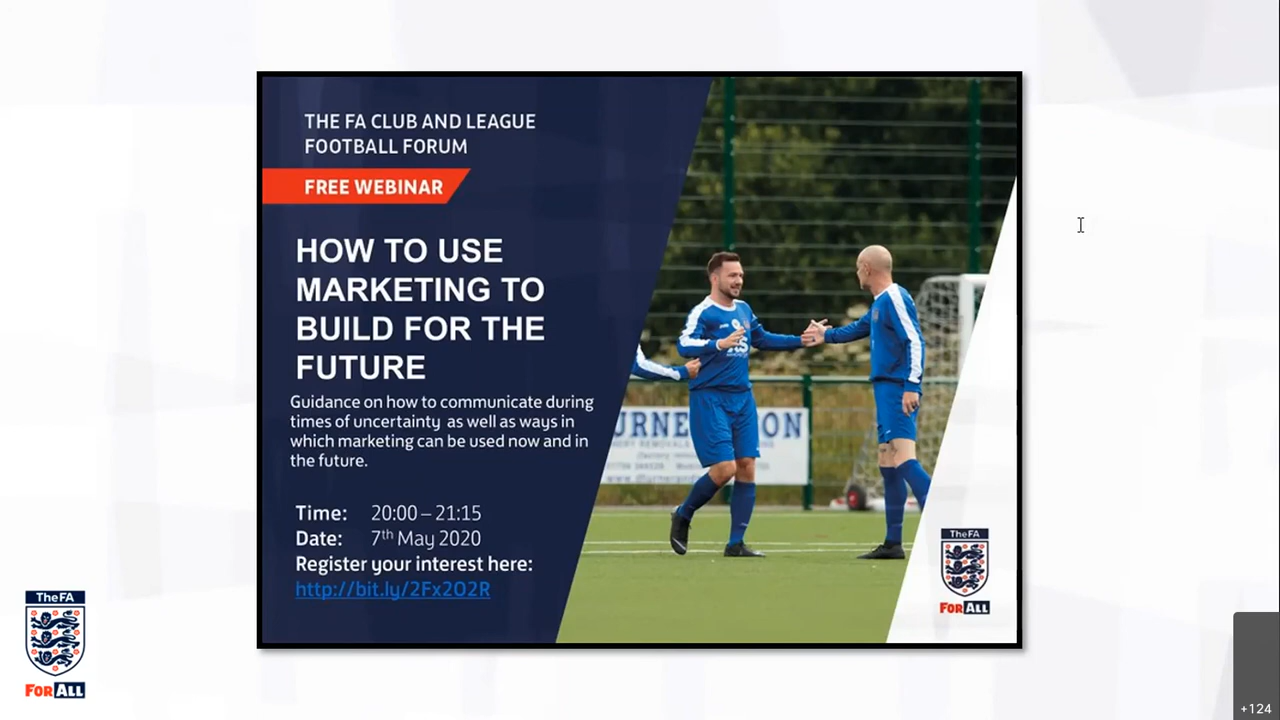 THE FA CLUB AND LEAGUE
FOOTBALL FORUM
FREE WEBINAR
HOW TO USE
MARKETING TO
BUILD FOR THE
FUTURE
Guidance on how to communicate during
times of uncertainty as well as ways in
which marketing can be used now and in
the future.
Time: 20:00 – 21:15
Date: 7th May 2020
Register your interest here:
http://bit.ly/2Fx2O2R
TheFA
FORALL
TheFA
FORALL
+124